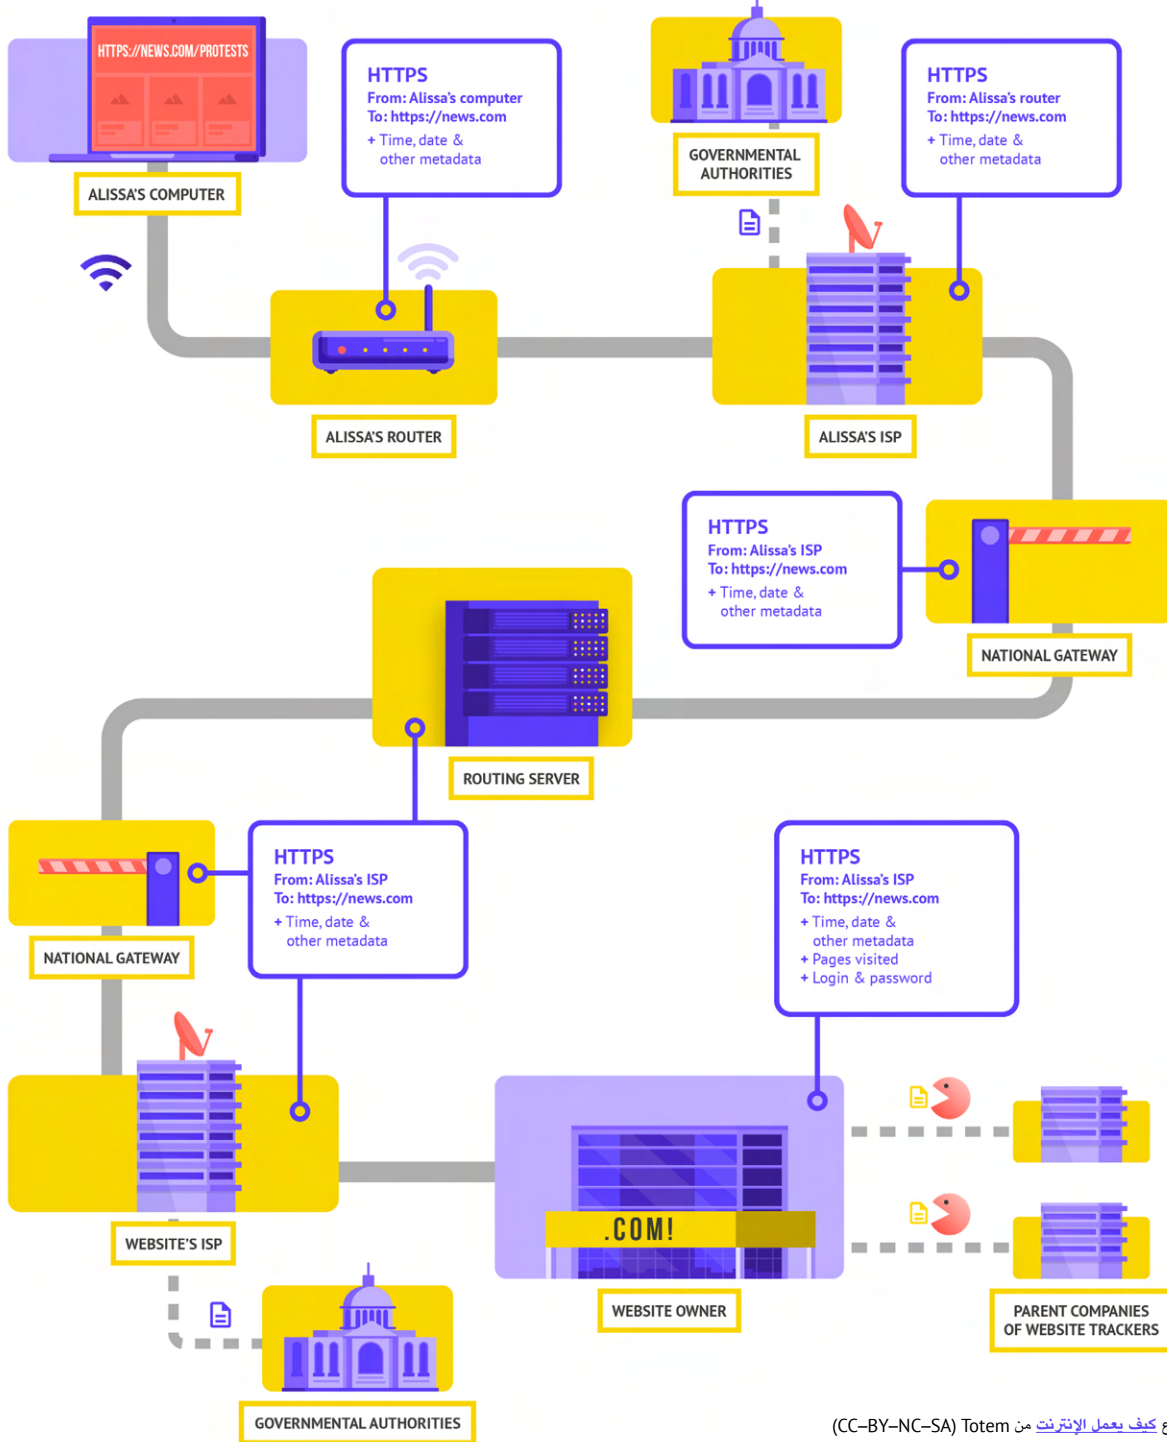 HTTPS://NEWS.COM/PROTESTS
ALISSA'S COMPUTER
HTTPS
From: Alissa's computer
To: https://news.com
+ Time, date &
other metadata
GOVERNMENTAL
AUTHORITIES
HTTPS
From: Alissa's router
To: https://news.com
+ Time, date &
other metadata
ALISSA'S ROUTER
ALISSA'S ISP
HTTPS
From: Alissa's ISP
To: https://news.com
+ Time, date &
other metadata
NATIONAL GATEWAY
ROUTING SERVER
NATIONAL GATEWAY
HTTPS
From: Alissa's ISP
To: https://news.com
+ Time, date &
other metadata
HTTPS
From: Alissa's ISP
To: https://news.com
+ Time, date &
other metadata
+ Pages visited
+ Login & password
WEBSITE'S ISP
.COM!
WEBSITE OWNER
PARENT COMPANIES
OF WEBSITE TRACKERS
GOVERNMENTAL AUTHORITIES
كيف يعمل الإنترنت من Totem (CC–BY–NC–SA)